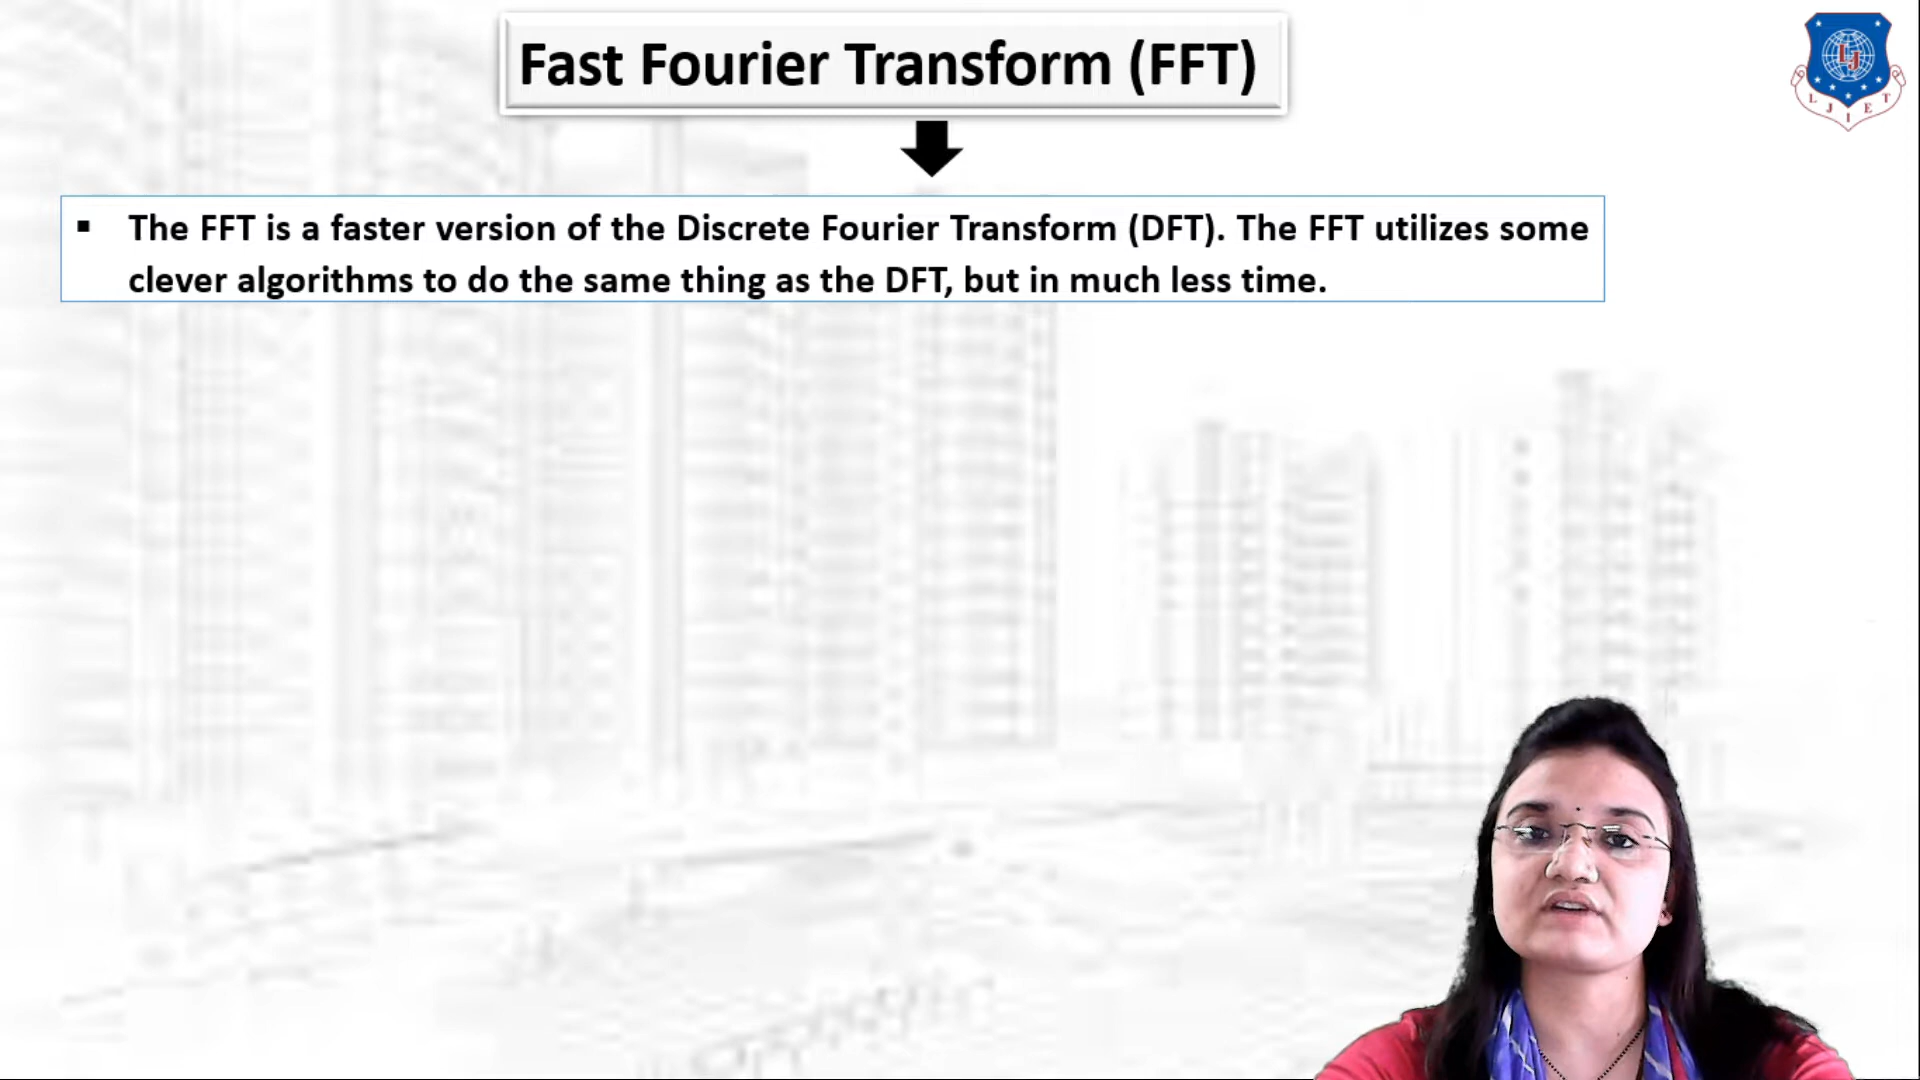 Fast Fourier Transform (FFT)
LJ
L J I E T
▪ The FFT is a faster version of the Discrete Fourier Transform (DFT). The FFT utilizes some
clever algorithms to do the same thing as the DFT, but in much less time.